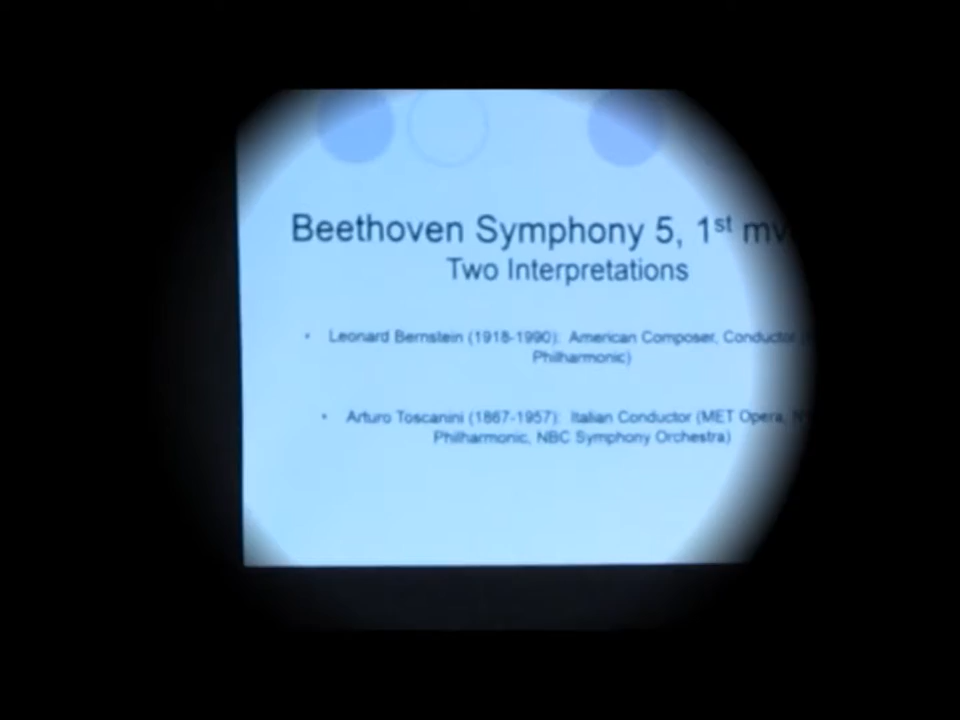 Beethoven Symphony 5, 1st mv
Two Interpretations
• Leonard Bernstein (1918-1990): American Composer, Conductor
Philharmonic)
• Arturo Toscanini (1867-1957): Italian Conductor (MET Opera,
Philharmonic, NBC Symphony Orchestra)